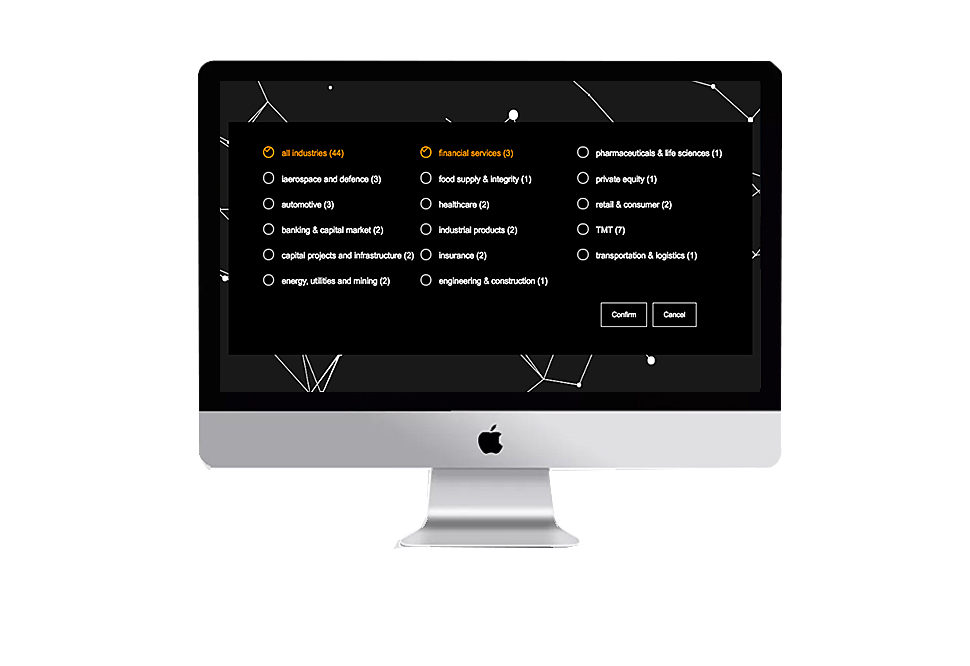 all industries (44)
iaerospace and defence (3)
automotive (3)
banking & capital market (2)
capital projects and infrastructure (2)
energy, utilities and mining (2)
financial services (3)
food supply & integrity (1)
healthcare (2)
industrial products (2)
insurance (2)
engineering & construction (1)
pharmaceuticals & life sciences (1)
private equity (1)
retail & consumer (2)
TMT (7)
transportation & logistics (1)
Confirm
Cancel